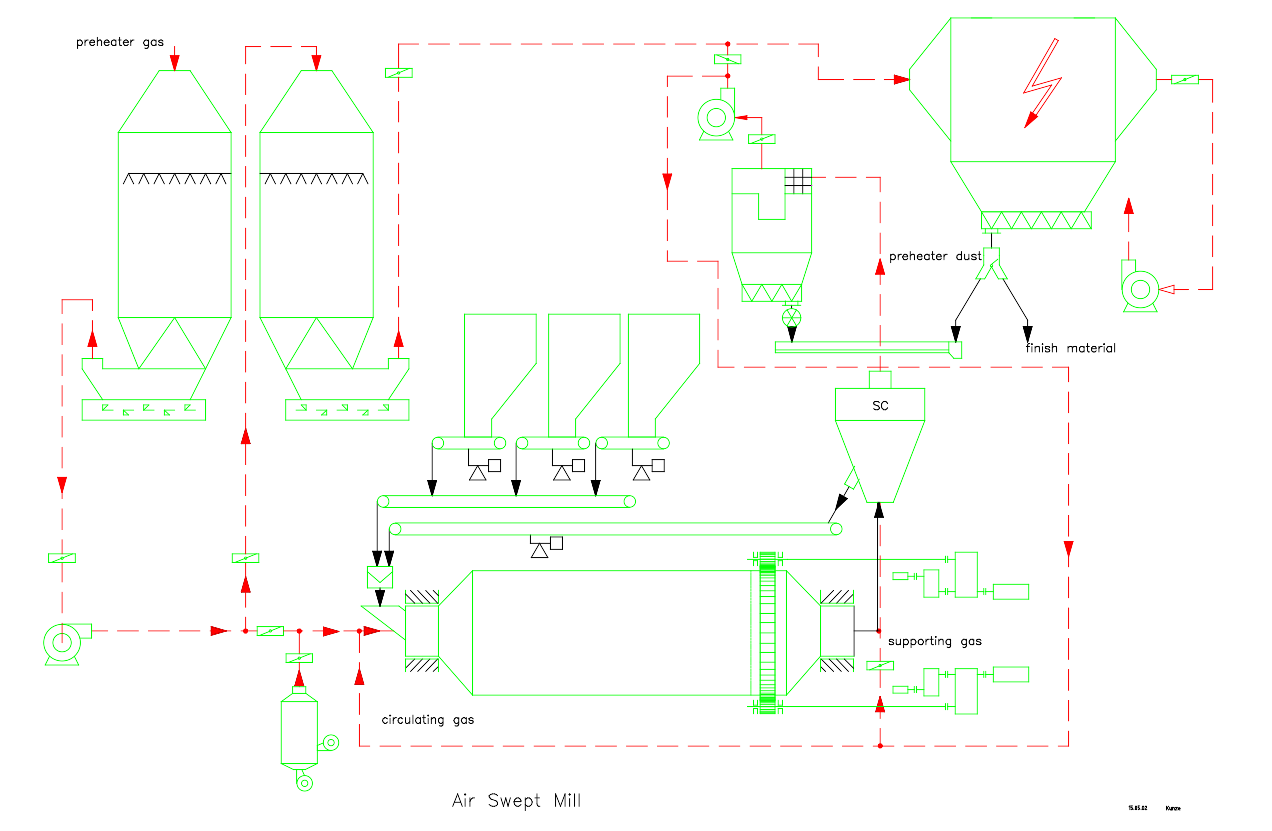 preheater gas
preheater dust
finish material
SC
supporting gas
circulating gas
Air Swept Mill
15.05.02 Kunze